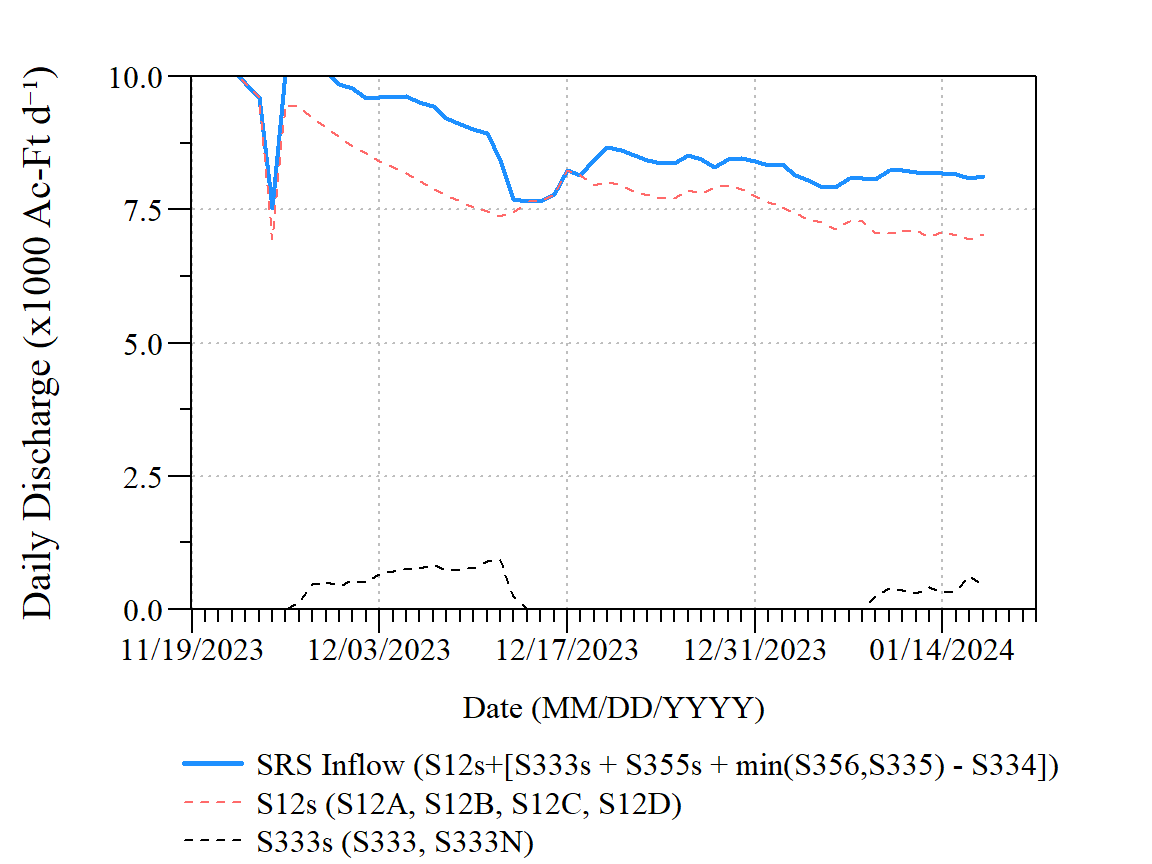 Daily Discharge (x1000 Ac-Ft d⁻¹)
10.0
7.5
5.0
2.5
0.0
11/19/2023 12/03/2023 12/17/2023 12/31/2023 01/14/2024
Date (MM/DD/YYYY)
SRS Inflow (S12s+[S333s + S355s + min(S356,S335) - S334])
S12s (S12A, S12B, S12C, S12D)
S333s (S333, S333N)